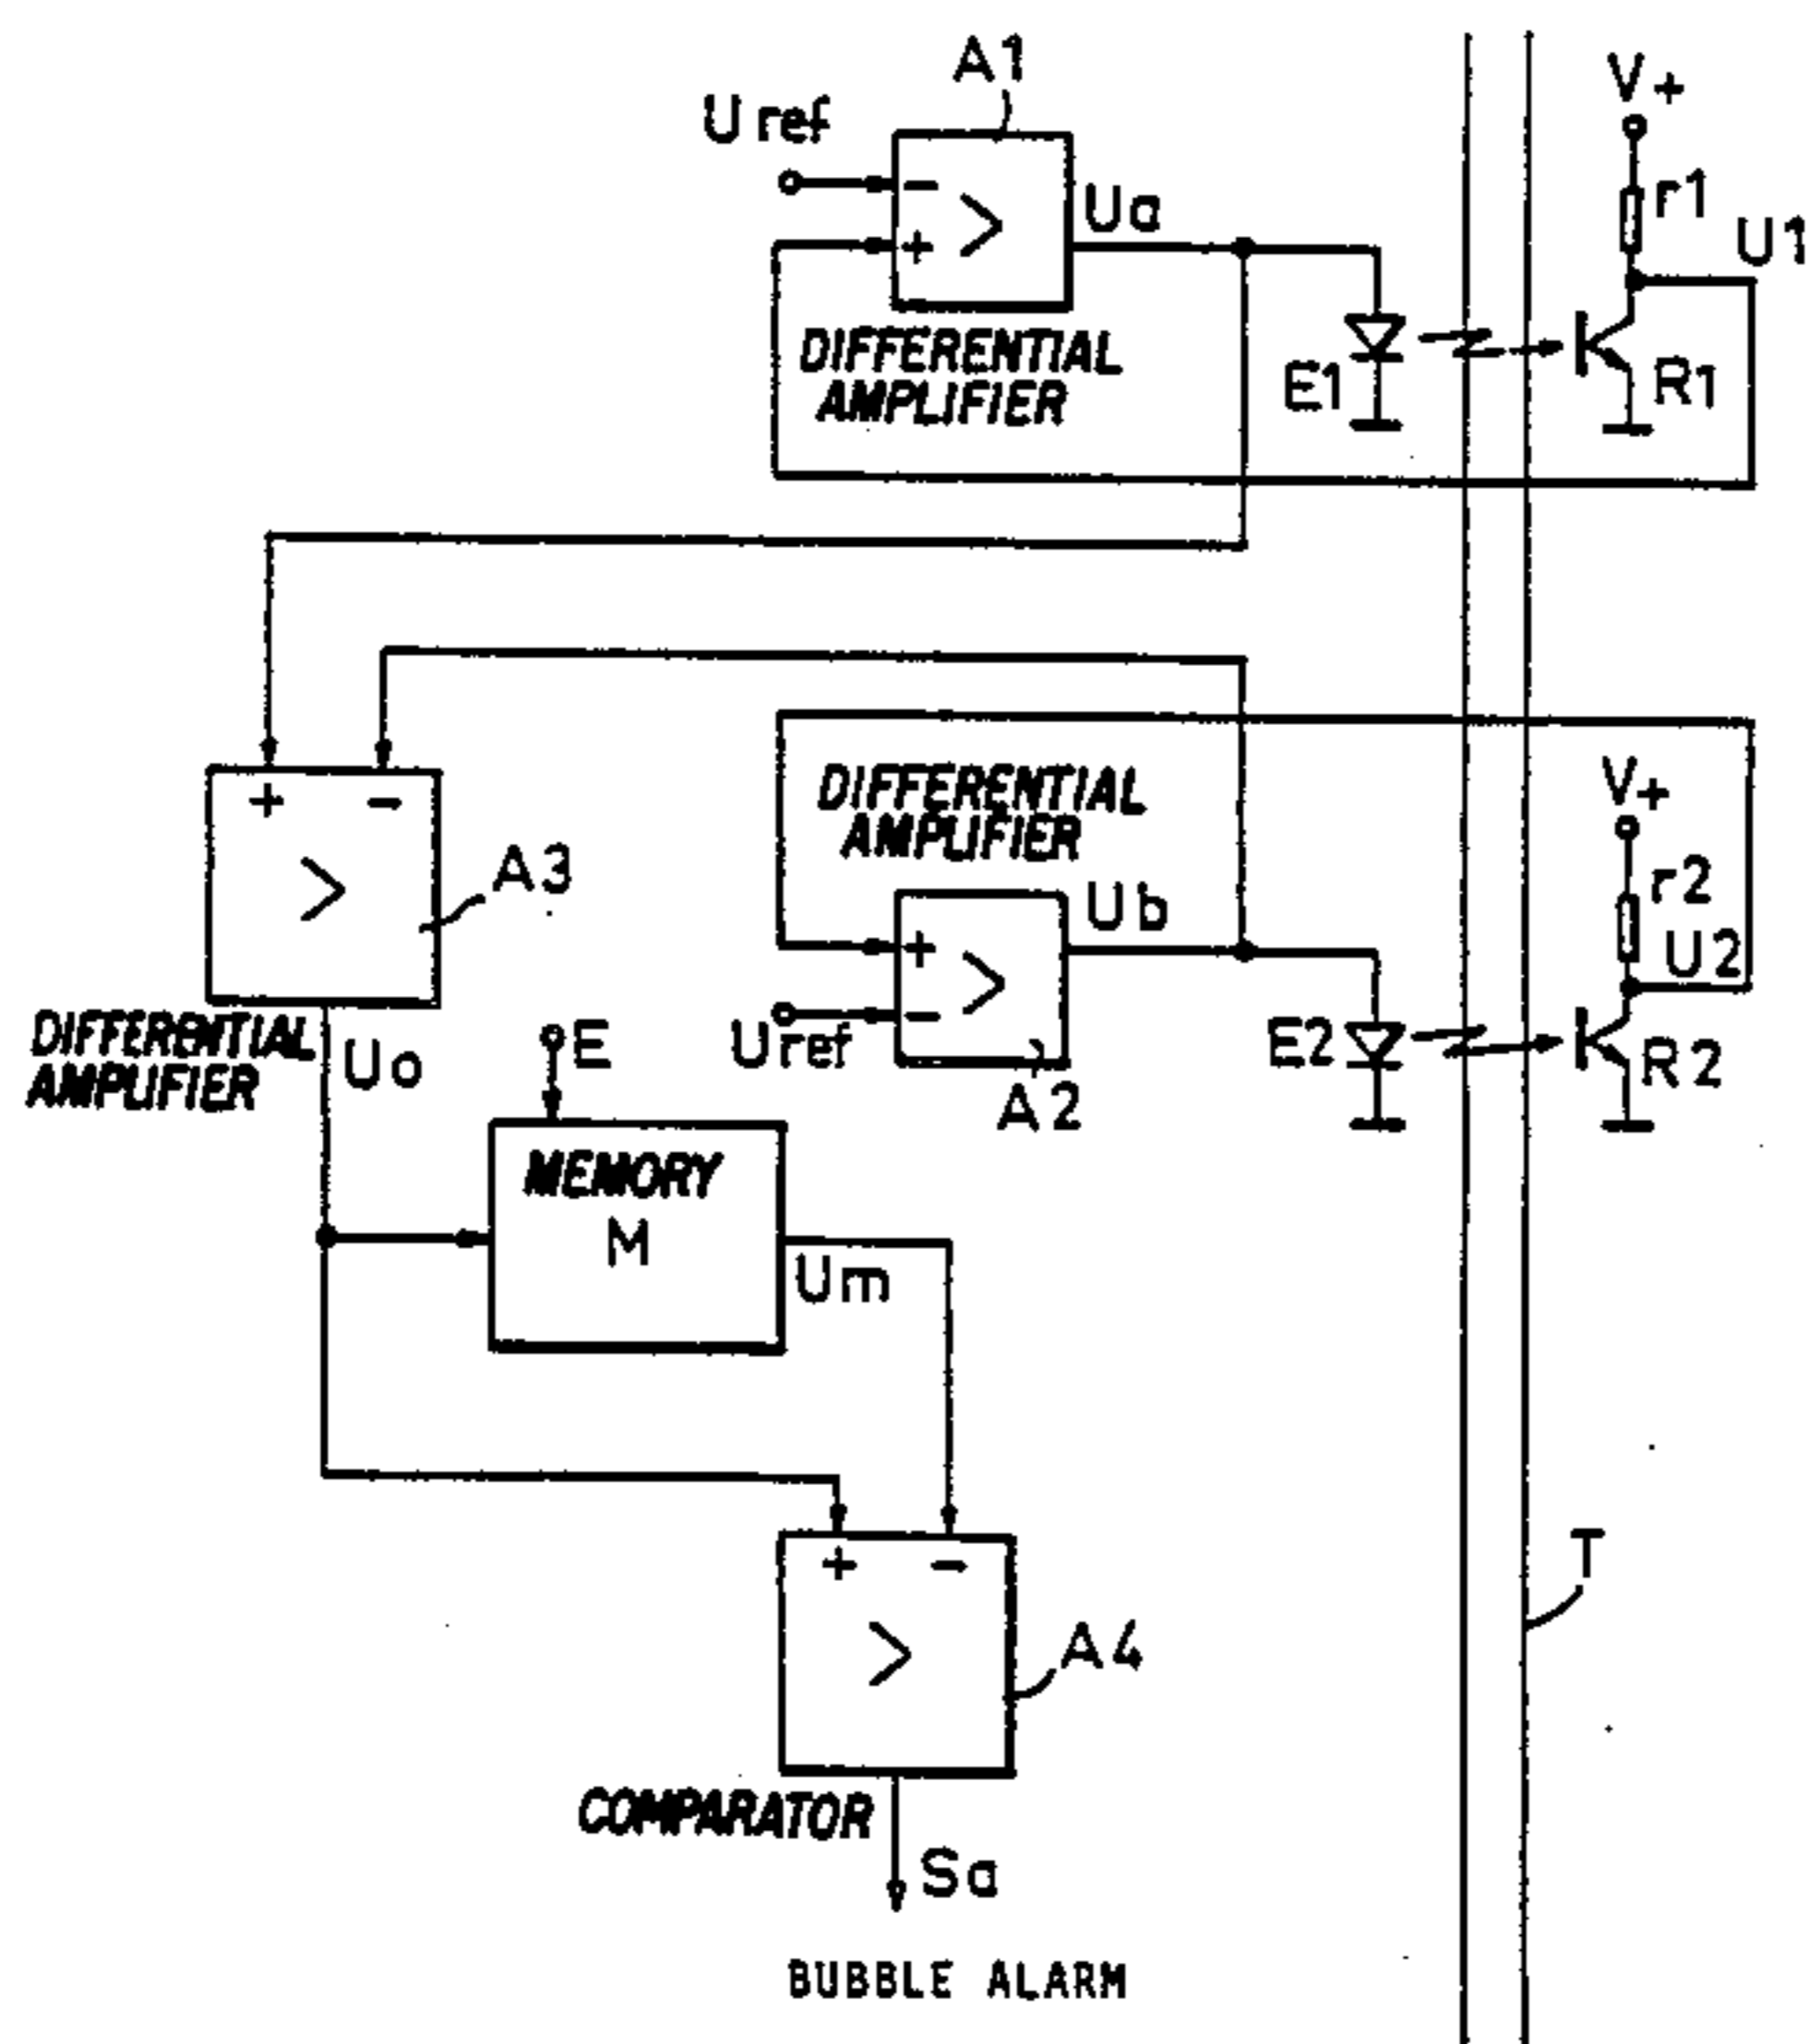 A1
V+
Uref
r1
Ua
U1
-
+
>
DIFFERENTIAL
AMPLIFIER
E1
R1
DIFFERENTIAL
AMPLIFIER
V+
+ -
A3
>
Ub
r2
U2
+
>
-
DIFFERENTIAL
AMPLIFIER
Uo
E
Uref
E2
R2
A2
MEMORY
M
Um
T
+ -
>
A4
COMPARATOR
Sa
BUBBLE ALARM